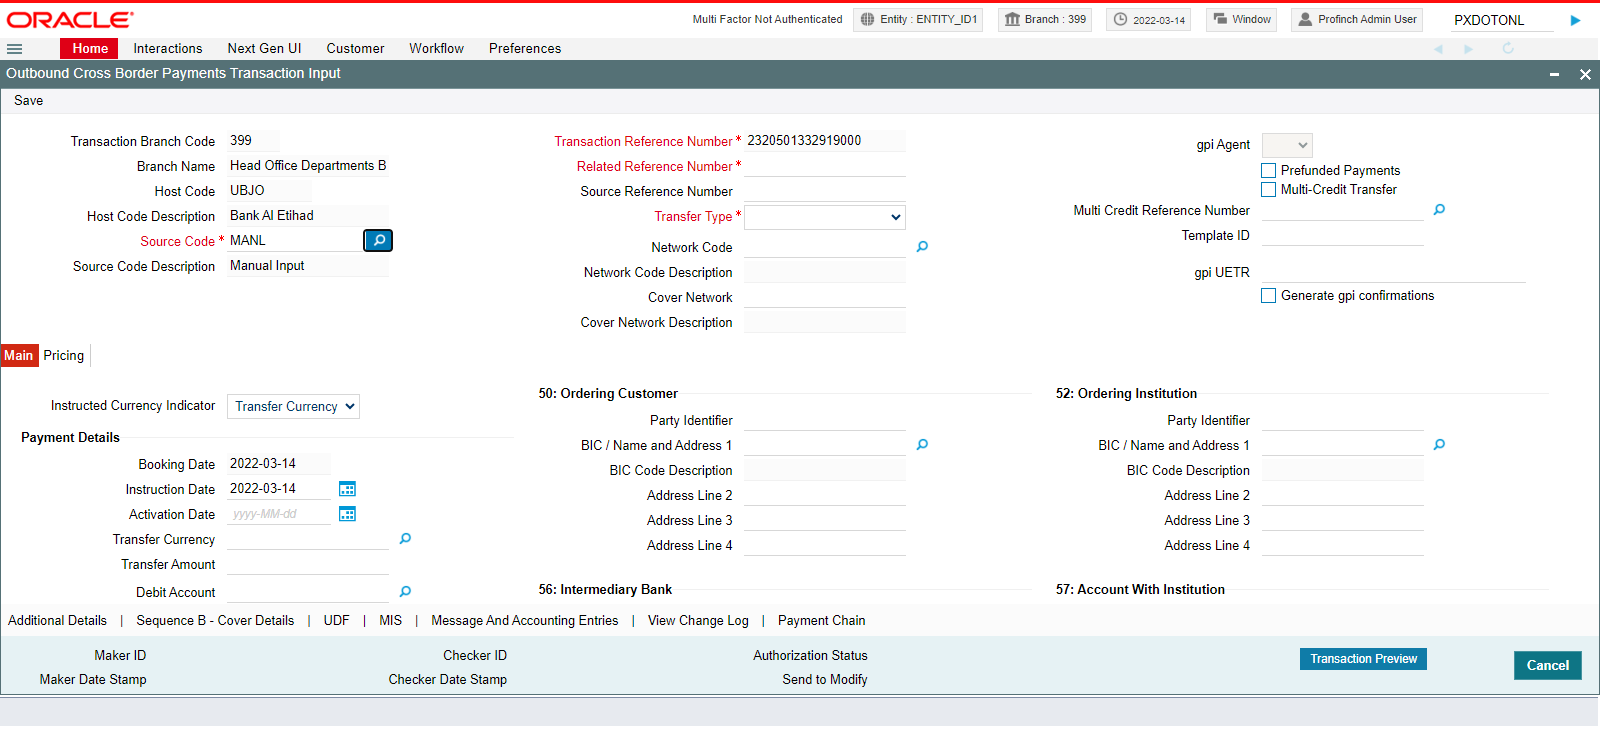 ORACLE®
Multi Factor Not Authenticated
Entity : ENTITY_ID1
Branch : 399
2022-03-14
Window
Profinch Admin User
PXDOTONL
Home
Interactions
Next Gen UI
Customer
Workflow
Preferences
Outbound Cross Border Payments Transaction Input
Save
Transaction Branch Code 399
Branch Name Head Office Departments B
Host Code UBJO
Host Code Description Bank Al Etihad
Source Code * MANL
Source Code Description Manual Input
Transaction Reference Number * 2320501332919000
Related Reference Number *
Source Reference Number
Transfer Type *
Network Code
Network Code Description
Cover Network
Cover Network Description
gpi Agent
Prefunded Payments
Multi-Credit Transfer
Multi Credit Reference Number
Template ID
gpi UETR
Generate gpi confirmations
Main
Pricing
Instructed Currency Indicator Transfer Currency
Payment Details
Booking Date 2022-03-14
Instruction Date 2022-03-14
Activation Date yyyy-MM-dd
Transfer Currency
Transfer Amount
Debit Account
50: Ordering Customer
Party Identifier
BIC / Name and Address 1
BIC Code Description
Address Line 2
Address Line 3
Address Line 4
56: Intermediary Bank
52: Ordering Institution
Party Identifier
BIC / Name and Address 1
BIC Code Description
Address Line 2
Address Line 3
Address Line 4
57: Account With Institution
Additional Details | Sequence B - Cover Details | UDF | MIS | Message And Accounting Entries | View Change Log | Payment Chain
Maker ID
Maker Date Stamp
Checker ID
Checker Date Stamp
Authorization Status
Send to Modify
Transaction Preview
Cancel